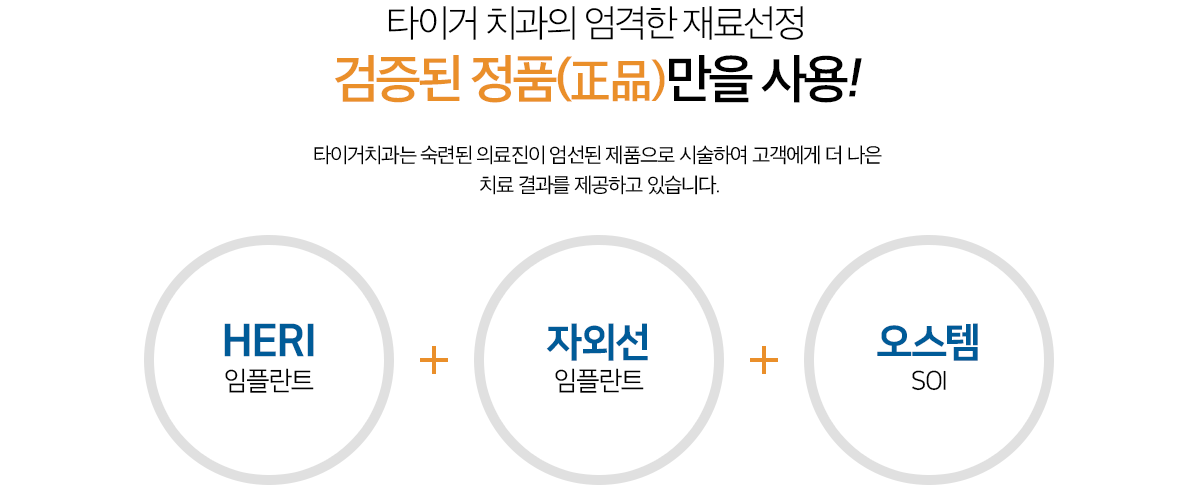 타이거 치과의 엄격한 재료선정
검증된 정품(正品)만을 사용!
타이거치과는 숙련된 의료진이 엄선된 제품으로 시술하여 고객에게 더 나은
치료 결과를 제공하고 있습니다.
HERI
임플란트
+
자외선
임플란트
+
오스템
SOI